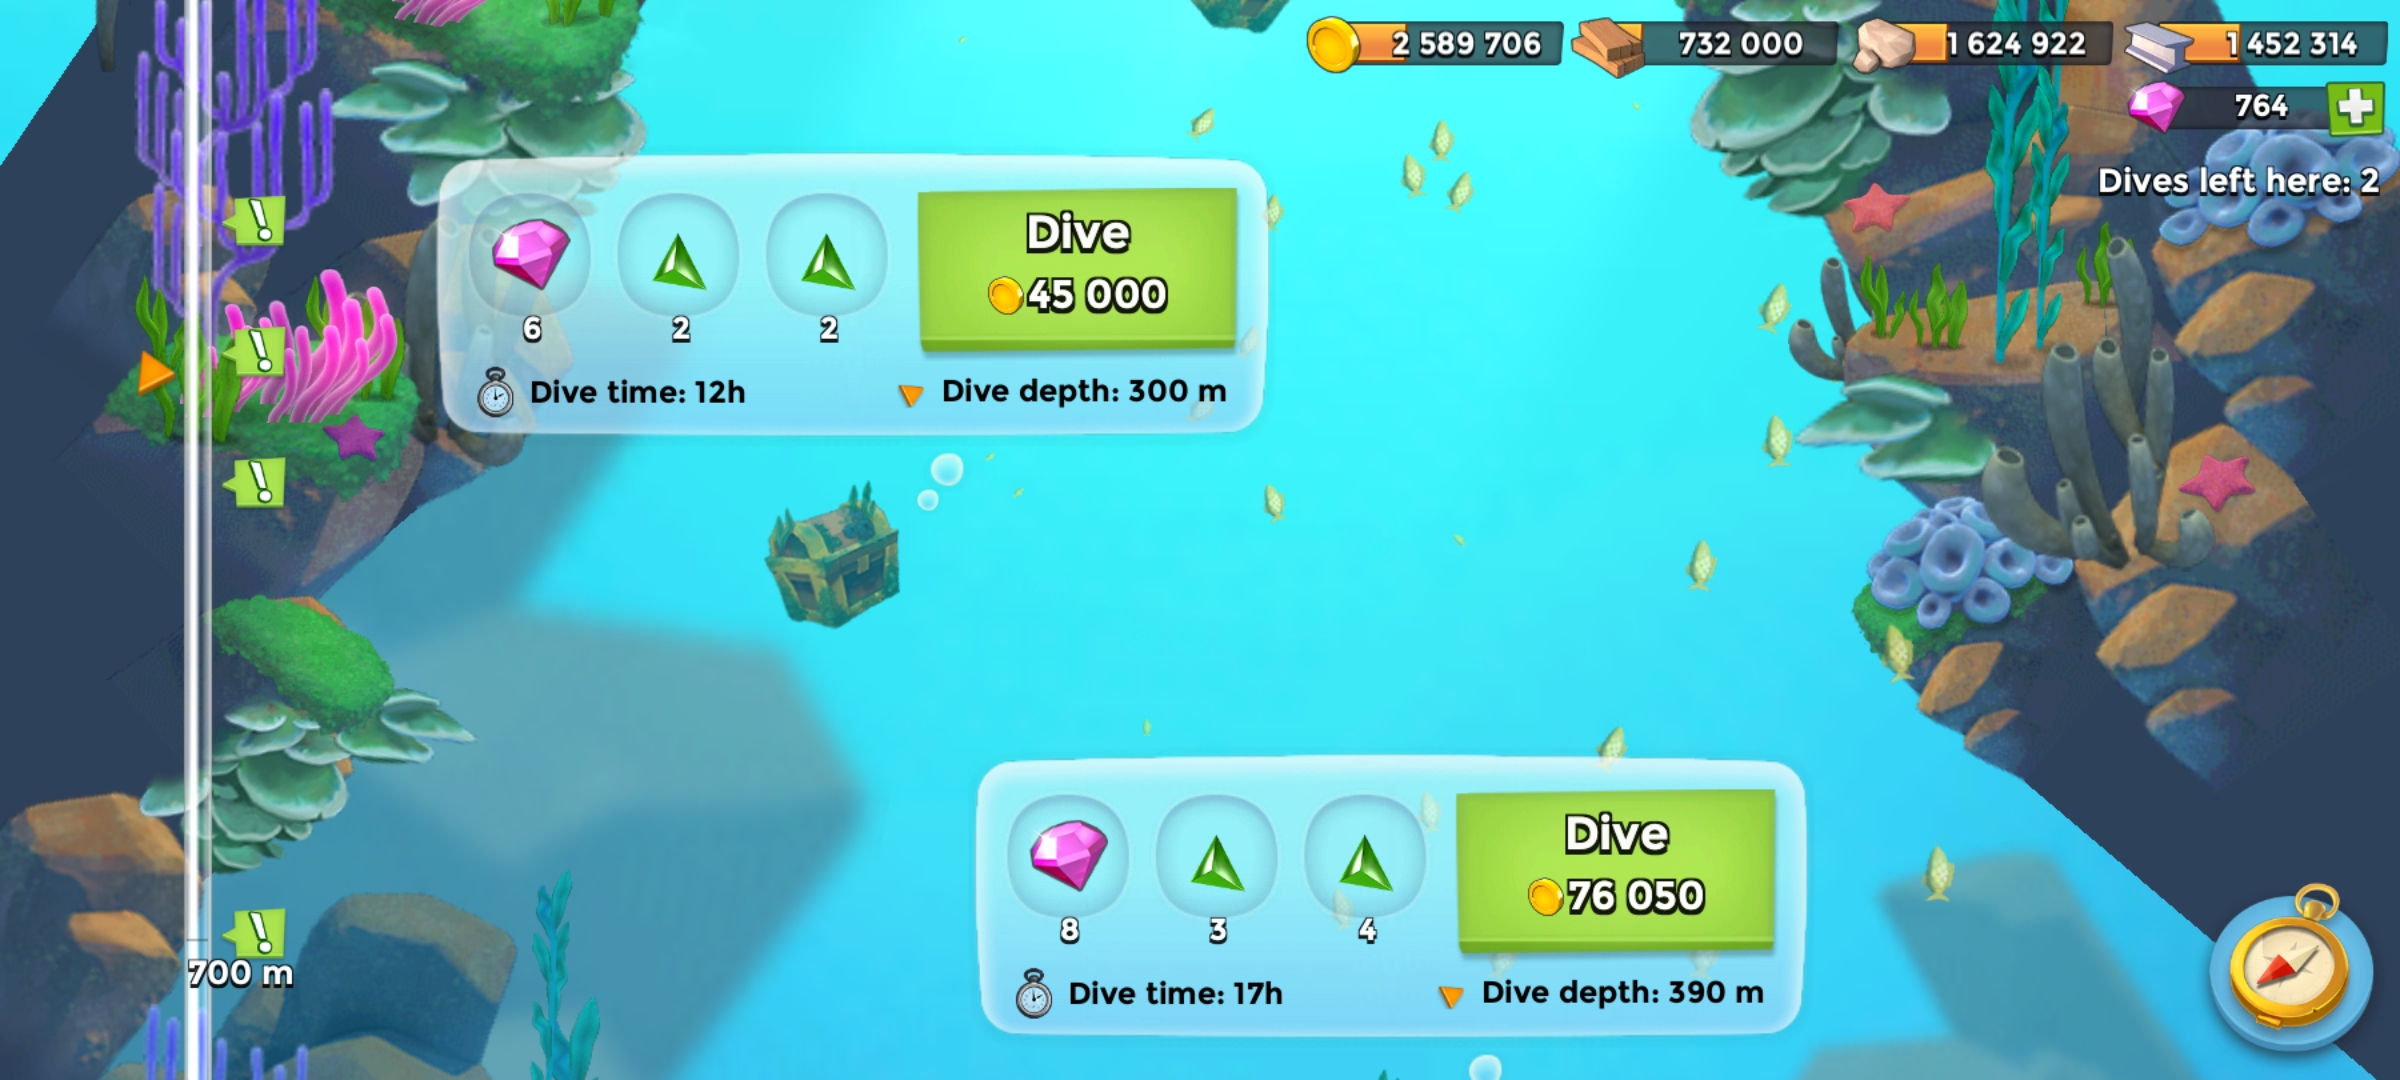 2 589 706
732 000
1 624 922
1 452 314
764
Dives left here: 2
Dive
45 000
6
2
2
Dive time: 12h
Dive depth: 300 m
Dive
76 050
8
3
4
Dive time: 17h
Dive depth: 390 m
!
!
!
!
700 m